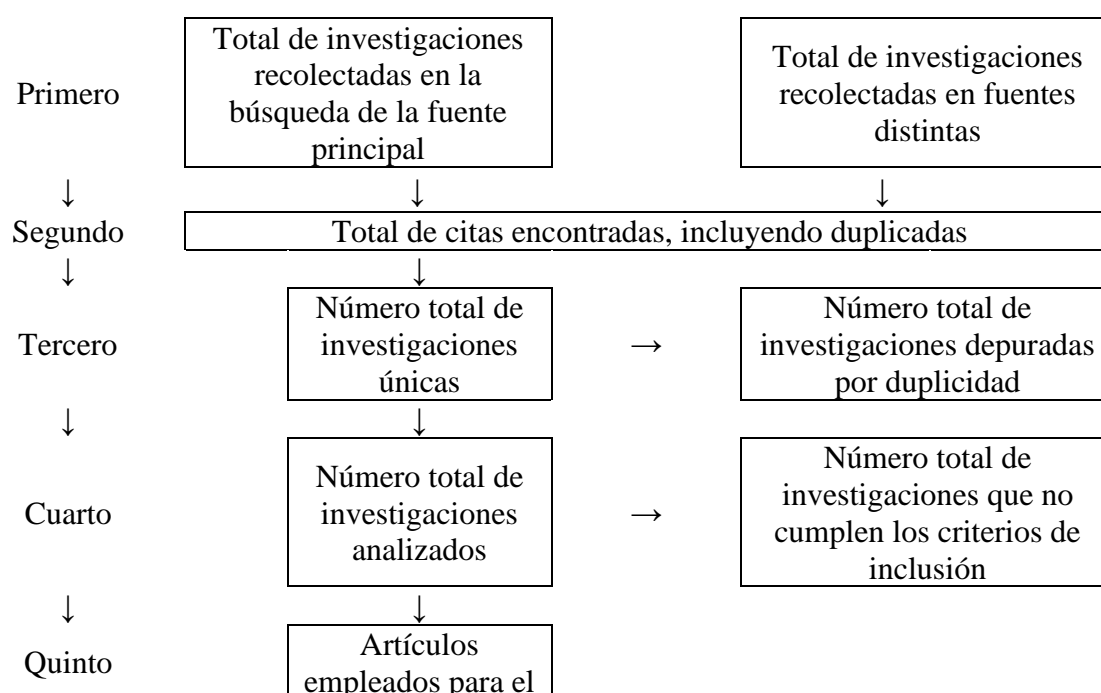 Primero
Total de investigaciones
recolectadas en la
búsqueda de la fuente
principal
Total de investigaciones
recolectadas en fuentes
distintas
↓ ↓ ↓
Segundo
Total de citas encontradas, incluyendo duplicadas
↓ ↓
Tercero
Número total de
investigaciones
únicas
→
Número total de
investigaciones depuradas
por duplicidad
↓ ↓
Cuarto
Número total de
investigaciones
analizados
→
Número total de
investigaciones que no
cumplen los criterios de
inclusión
↓ ↓
Quinto
Artículos
empleados para el